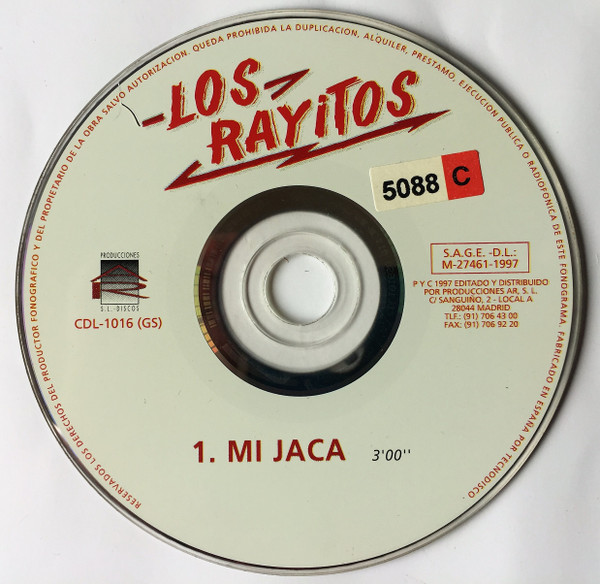 LOS
RAYiTOS
5088 C
PRODUCCIONES
S.L.-DISCOS
CDL-1016 (GS)
S.A.G.E. -D.L.:
M-27461-1997
P Y C 1997 EDITADO Y DISTRIBUIDO
POR PRODUCCIONES AR, S. L.
C/ SANGUIÑO, 2 - LOCAL A
28044 MADRID
TLF.: (91) 706 43 00
FAX: (91) 706 92 20
1. MI JACA 3'00''
RESERVADOS LOS DERECHOS DEL PRODUCTOR FONOGRAFICO Y DEL PROPIETARIO DE LA OBRA SALVO AUTORIZACION. QUEDA PROHIBIDA LA DUPLICACION, ALQUILER, PRESTAMO, EJECUCION PUBLICA O RADIOFONICA DE ESTE FONOGRAMA. FABRICADO EN ESPAÑA POR TECNODISCO.